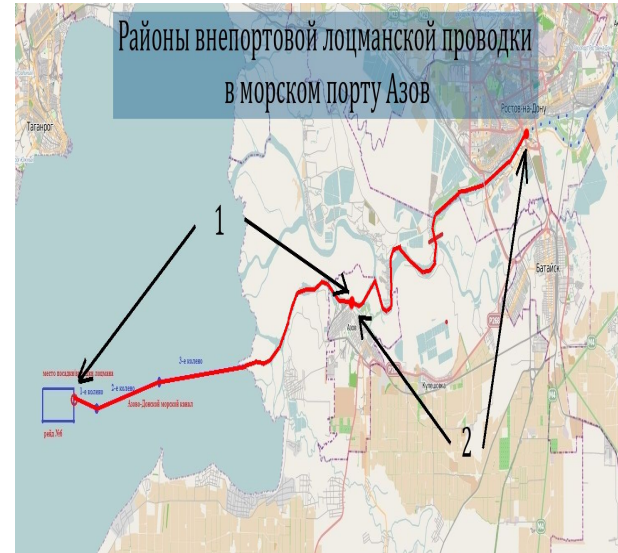 Районы внепортовой лоцманской проводки
в морском порту Азов
Ростов-на-Дону
Таганрог
1
Батайск
Азов
3-е колено
место посадки лоцмана
2-е колено
1-е колено
Азово-Донской морской канал
Кулешовка
рейд №6
2